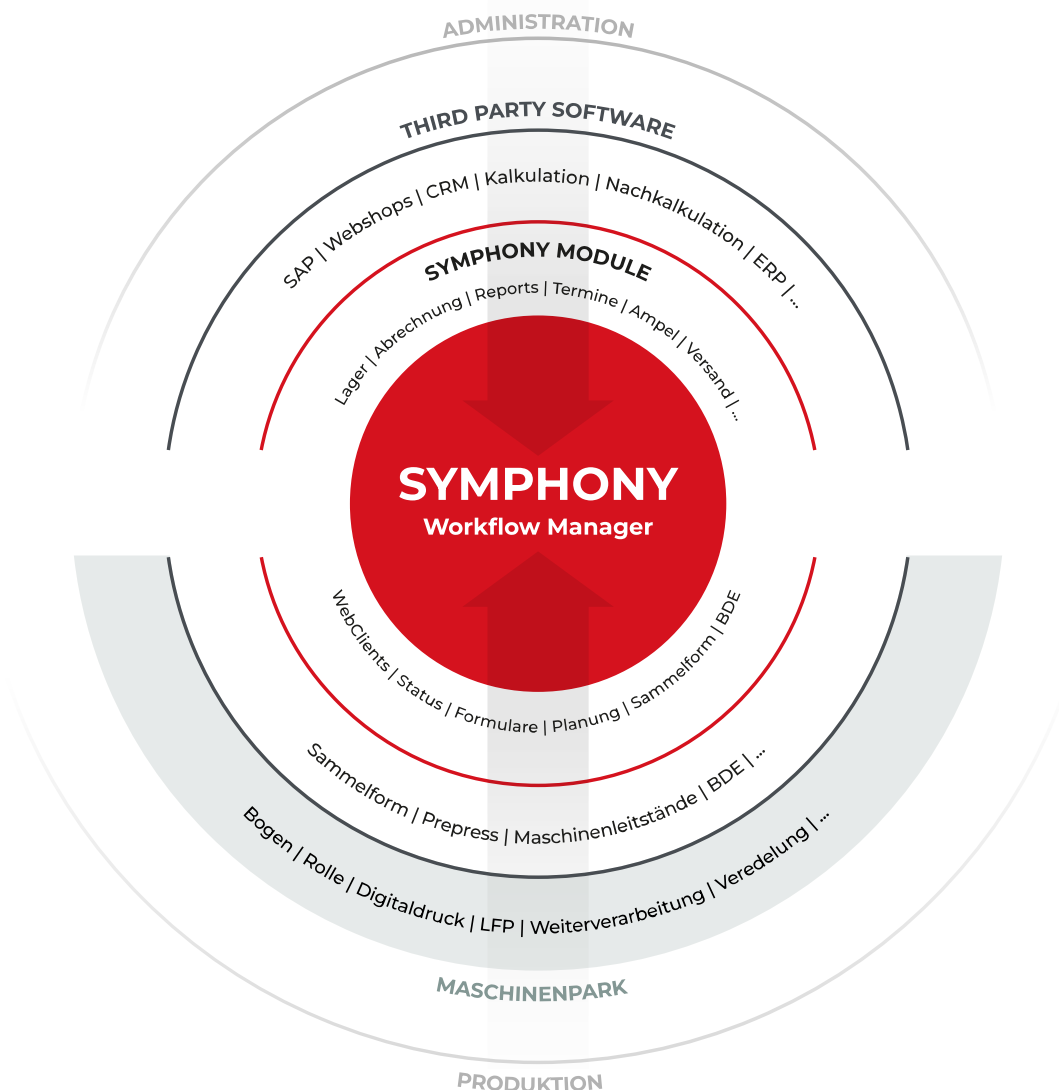 ADMINISTRATION
THIRD PARTY SOFTWARE
SAP | Webshops | CRM | Kalkulation | Nachkalkulation | ERP | ...
SYMPHONY MODULE
Lager | Abrechnung | Reports | Termine | Ampel | Versand | ...
SYMPHONY
Workflow Manager
WebClients | Status | Formulare | Planung | Sammelform | BDE
Sammelform | Prepress | Maschinenleitstände | BDE | ...
Bogen | Rolle | Digitaldruck | LFP | Weiterverarbeitung | Veredelung | ...
MASCHINENPARK
PRODUKTION